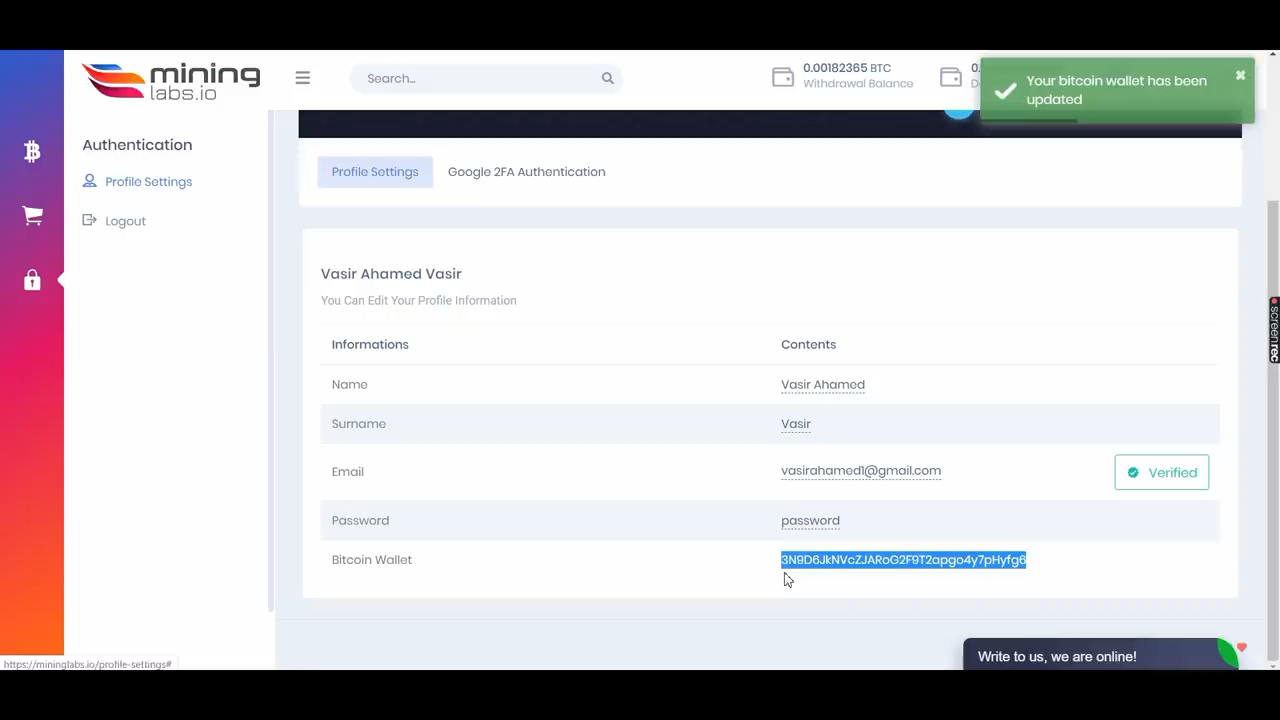 mining
labs.io
Search...
0.00182365 BTC
Withdrawal Balance
0.
D
Your bitcoin wallet has been
updated
Authentication
Profile Settings
Logout
Profile Settings
Google 2FA Authentication
Vasir Ahamed Vasir
You Can Edit Your Profile Information
Informations
Contents
Name
Vasir Ahamed
Surname
Vasir
Email
vasirahamed1@gmail.com
Verified
Password
password
Bitcoin Wallet
3N9D6JkNVcZJARoG2F9T2apgo4y7pHyfg6
Write to us, we are online!
https://mininglabs.io/profile-settings#
screenrec